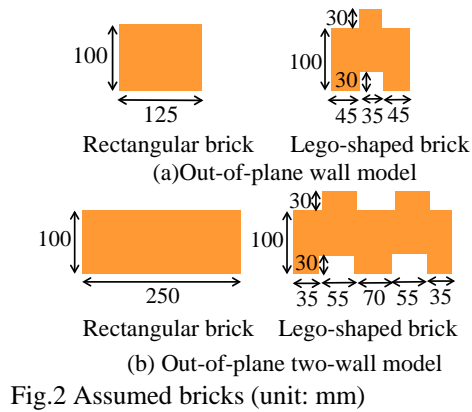 30
100
100
30
125
45 35 45
Rectangular brick Lego-shaped brick
(a)Out-of-plane wall model
30
100
100
30
250
35 55 70 55 35
Rectangular brick Lego-shaped brick
(b) Out-of-plane two-wall model
Fig.2 Assumed bricks (unit: mm)